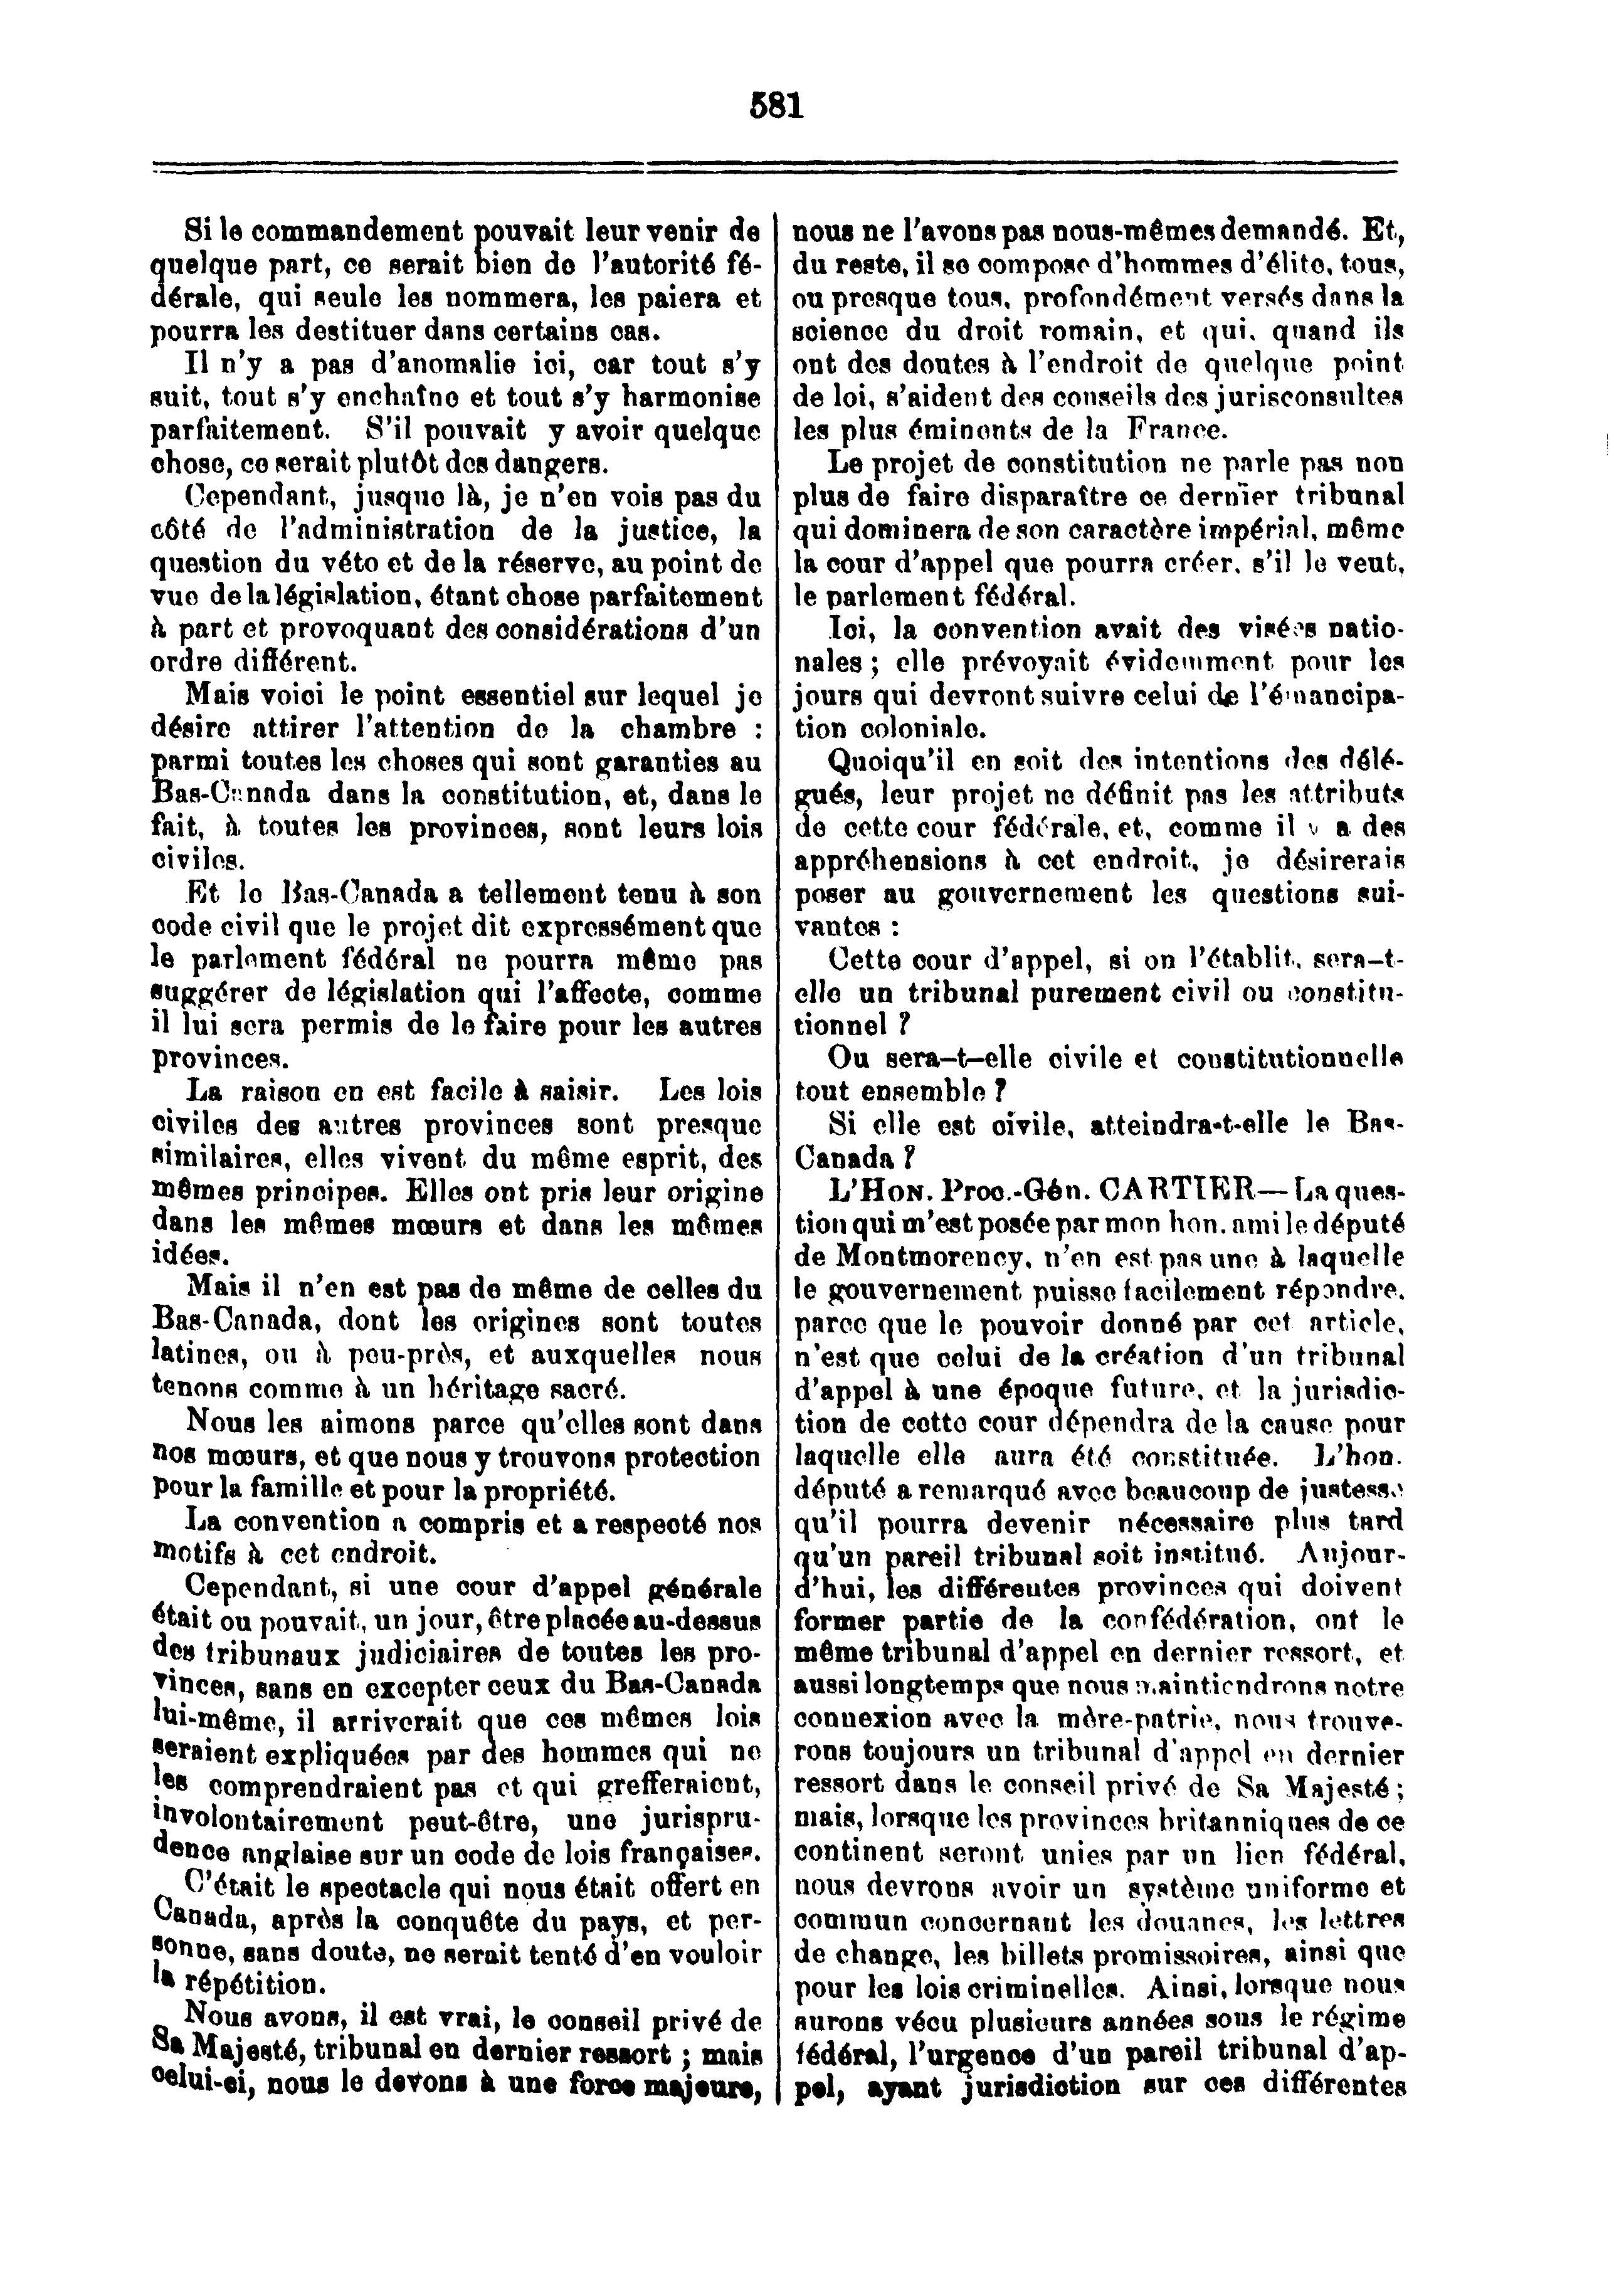 581
Si le commandement pouvait leur venir de
quelque part, ce serait bien de l'autorité fé-
dérale, qui seule les nommera, les paiera et
pourra les destituer dans certains cas.
Il n'y a pas d'anomalie ici, car tout s'y
suit, tout s'y enchaîne et tout s'y harmonise
parfaitement. S'il pouvait y avoir quelque
chose, ce serait plutôt des dangers.
Cependant, jusque là, je n'en vois pas du
côté de l'administration de la justice, la
question du véto et de la réserve, au point de
vue de la législation, étant chose parfaitement
à part et provoquant des considérations d'un
ordre différent.
Mais voici le point essentiel sur lequel je
désire attirer l'attention de la chambre :
parmi toutes les choses qui sont garanties au
Bas-Canada dans la constitution, et, dans le
fait, à toutes les provinces, sont leurs lois
civiles.
Et le Bas-Canada a tellement tenu à son
code civil que le projet dit expressément que
le parlement fédéral ne pourra même pas
suggérer de législation qui l'affecte, comme
il lui sera permis de le faire pour les autres
provinces.
La raison en est facile à saisir. Les lois
civiles des autres provinces sont presque
similaires, elles vivent du même esprit, des
mêmes principes. Elles ont pris leur origine
dans les mêmes mœurs et dans les mêmes
idées.
Mais il n'en est pas de même de celles du
Bas-Canada, dont les origines sont toutes
latines, ou à peu-près, et auxquelles nous
tenons comme à un héritage sacré.
Nous les aimons parce qu'elles sont dans
nos mœurs, et que nous y trouvons protection
pour la famille et pour la propriété.
La convention a compris et a respecté nos
motifs à cet endroit.
Cependant, si une cour d'appel générale
était ou pouvait, un jour, être placée au-dessus
des tribunaux judiciaires de toutes les pro-
vinces, sans en excepter ceux du Bas-Canada
lui-même, il arriverait que ces mêmes lois
seraient expliquées par des hommes qui ne
les comprendraient pas et qui grefferaient,
involontairement peut-être, une jurispru-
dence anglaise sur un code de lois françaises.
C'était le spectacle qui nous était offert en
Canada, après la conquête du pays, et per-
sonne, sans doute, ne serait tenté d'en vouloir
la répétition.
Nous avons, il est vrai, le conseil privé de
Sa Majesté, tribunal en dernier ressort ; mais
celui-ci, nous le devons à une force majeure,
nous ne l'avons pas nous-mêmes demandé. Et,
du reste, il se compose d'hommes d'élite, tous,
ou presque tous, profondément versés dans la
science du droit romain, et qui, quand ils
ont des doutes à l'endroit de quelque point
de loi, s'aident des conseils des jurisconsultes
les plus éminents de la France.
Le projet de constitution ne parle pas non
plus de faire disparaître ce dernier tribunal
qui dominera de son caractère impérial, même
la cour d'appel que pourra créer, s'il le veut,
le parlement fédéral.
Ici, la convention avait des visées natio-
nales ; elle prévoyait évidemment pour les
jours qui devront suivre celui de l'émancipa-
tion coloniale.
Quoiqu'il en soit des intentions des délé-
gués, leur projet ne définit pas les attributs
de cette cour fédérale, et, comme il y a des
appréhensions à cet endroit, je désirerais
poser au gouvernement les questions sui-
vantes :
Cette cour d'appel, si on l'établit, sera-t-
elle un tribunal purement civil ou constitu-
tionnel ?
Ou sera-t-elle civile et constitutionnelle
tout ensemble ?
Si elle est civile, atteindra-t-elle le Bas-
Canada ?
L'HON. PROC.-GÉN. CARTIER—La ques-
tion qui m'est posée par mon hon. ami le député
de Montmorency, n'en est pas une à laquelle
le gouvernement puisse facilement répondre,
parce que le pouvoir donné par cet article,
n'est que celui de la création d'un tribunal
d'appel à une époque future, et la jurisdic-
tion de cette cour dépendra de la cause pour
laquelle elle aura été constituée. L'hon.
député a remarqué avec beaucoup de justesse
qu'il pourra devenir nécessaire plus tard
qu'un pareil tribunal soit institué. Aujour-
d'hui, les différentes provinces qui doivent
former partie de la confédération, ont le
même tribunal d'appel en dernier ressort, et
aussi longtemps que nous maintiendrons notre
connexion avec la mère-patrie, nous trouve-
rons toujours un tribunal d'appel en dernier
ressort dans le conseil privé de Sa Majesté ;
mais, lorsque les provinces britanniques de ce
continent seront unies par un lien fédéral,
nous devrons avoir un système uniforme et
commun concernant les douanes, les lettres
de change, les billets promissoires, ainsi que
pour les lois criminelles. Ainsi, lorsque nous
aurons vécu plusieurs années sous le régime
fédéral, l'urgence d'un pareil tribunal d'ap-
pel, ayant jurisdiction sur ces différentes